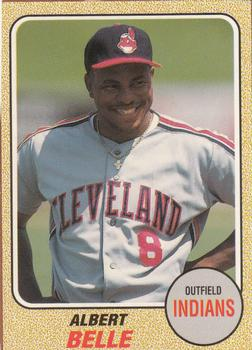 CLEVELAND
8
OUTFIELD
INDIANS
ALBERT
BELLE